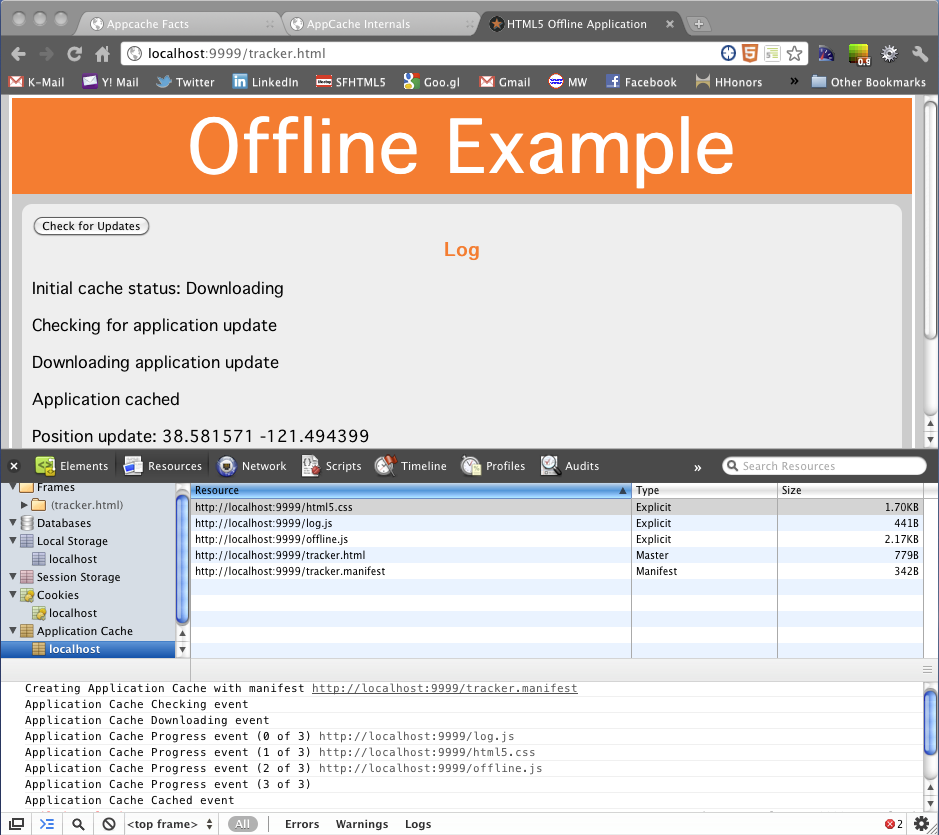 Appcache Facts AppCache Internals HTML5 Offline Application
localhost:9999/tracker.html
K-Mail Y! Mail Twitter LinkedIn SFHTML5 Goo.gl Gmail MW Facebook HHonors » Other Bookmarks
0.9
Offline Example
Check for Updates
Log
Initial cache status: Downloading
Checking for application update
Downloading application update
Application cached
Position update: 38.581571 -121.494399
Elements Resources Network Scripts Timeline Profiles Audits » Search Resources
Frames
(tracker.html)
Databases
Local Storage
localhost
Session Storage
Cookies
localhost
Application Cache
localhost
Resource Type Size
http://localhost:9999/html5.css Explicit 1.70KB
http://localhost:9999/log.js Explicit 441B
http://localhost:9999/offline.js Explicit 2.17KB
http://localhost:9999/tracker.html Master 779B
http://localhost:9999/tracker.manifest Manifest 342B
Creating Application Cache with manifest http://localhost:9999/tracker.manifest
Application Cache Checking event
Application Cache Downloading event
Application Cache Progress event (0 of 3) http://localhost:9999/log.js
Application Cache Progress event (1 of 3) http://localhost:9999/html5.css
Application Cache Progress event (2 of 3) http://localhost:9999/offline.js
Application Cache Progress event (3 of 3)
Application Cache Cached event
<top frame> All Errors Warnings Logs 2